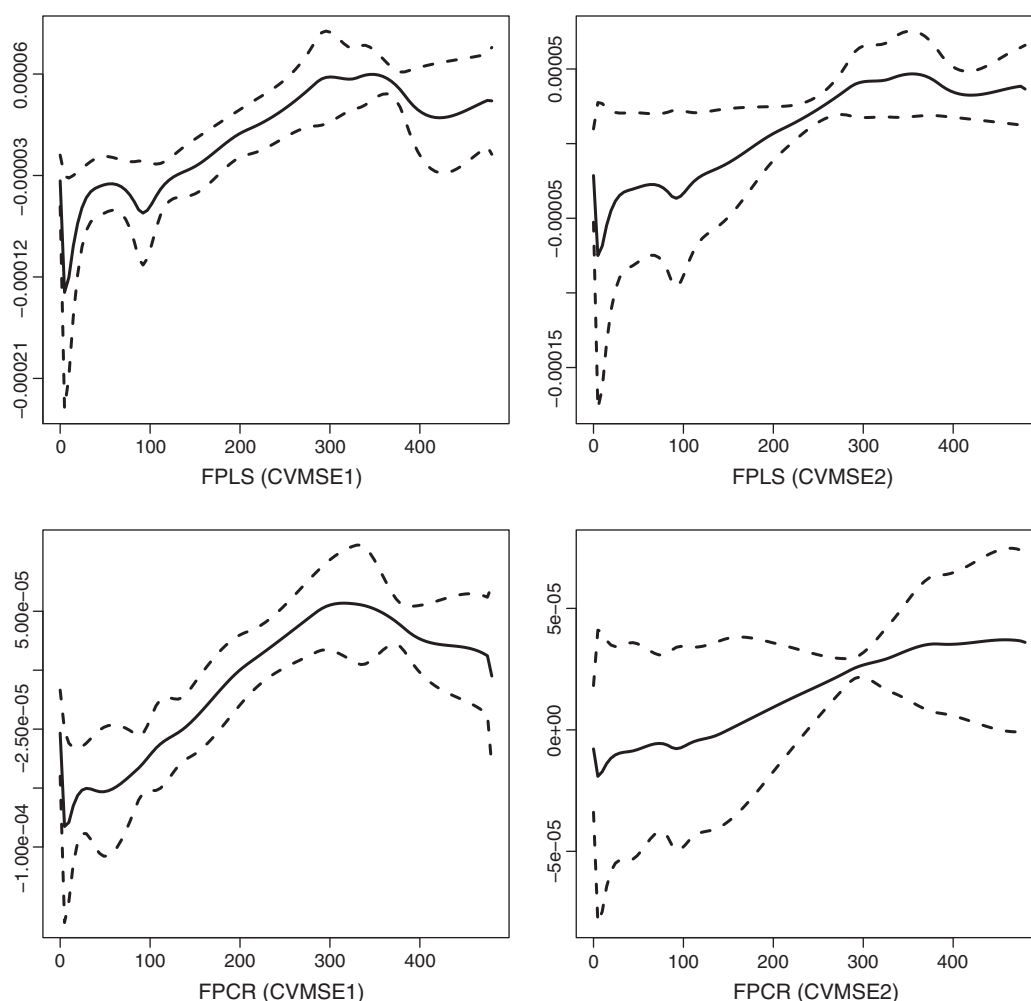 0.00006
−0.00003
−0.00012
−0.00021
0
100
200
300
400
FPLS (CVMSE1)
0.00005
−0.00005
−0.00015
0
100
200
300
400
FPLS (CVMSE2)
5.00e−05
−2.50e−05
−1.00e−04
0
100
200
300
400
FPCR (CVMSE1)
5e−05
0e+00
−5e−05
0
100
200
300
400
FPCR (CVMSE2)